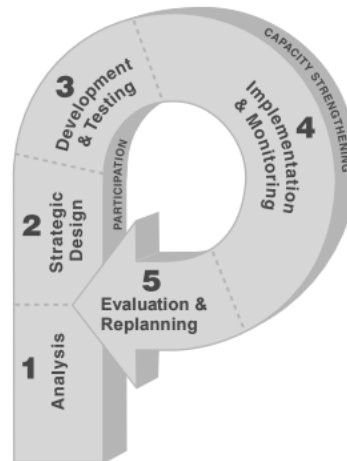 1
Analysis
2
Strategic
Design
3
Development
& Testing
4
Implementation
& Monitoring
5
Evaluation &
Replanning
PARTICIPATION
CAPACITY STRENGTHENING